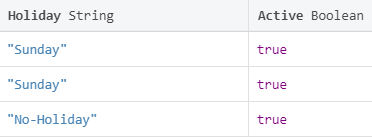 Holiday String Active Boolean
"Sunday" true
"Sunday" true
"No-Holiday" true